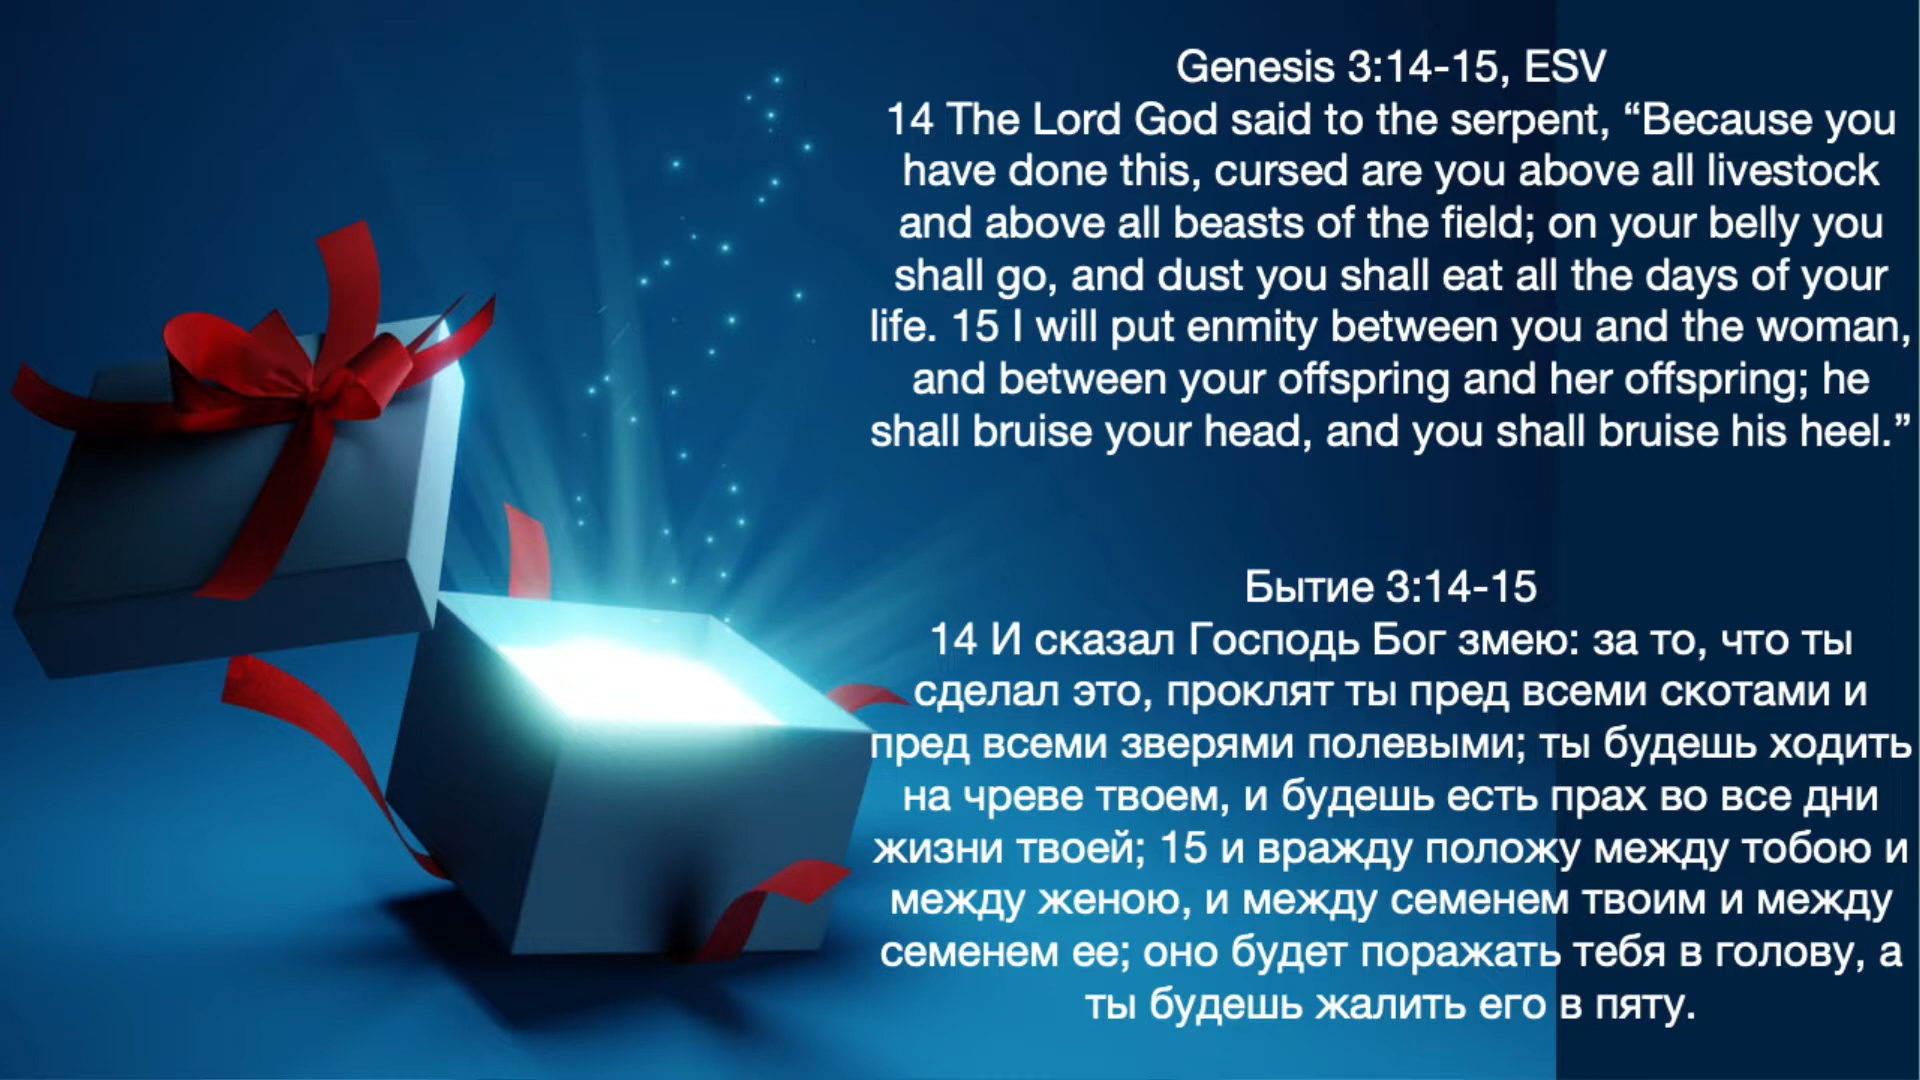 Genesis 3:14-15, ESV
14 The Lord God said to the serpent, “Because you
have done this, cursed are you above all livestock
and above all beasts of the field; on your belly you
shall go, and dust you shall eat all the days of your
life. 15 I will put enmity between you and the woman,
and between your offspring and her offspring; he
shall bruise your head, and you shall bruise his heel.”
Бытие 3:14-15
14 И сказал Господь Бог змею: за то, что ты
сделал это, проклят ты пред всеми скотами и
пред всеми зверями полевыми; ты будешь ходить
на чреве твоем, и будешь есть прах во все дни
жизни твоей; 15 и вражду положу между тобою и
между женою, и между семенем твоим и между
семенем ее; оно будет поражать тебя в голову, а
ты будешь жалить его в пяту.